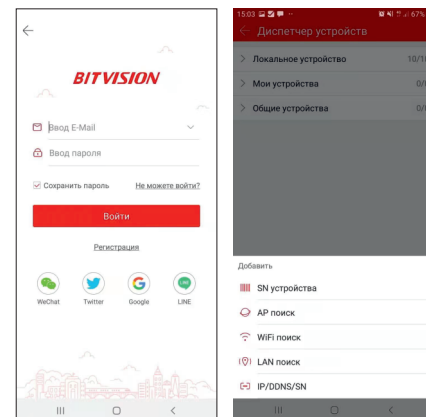 BITVISION
Ввод E-Mail
Ввод пароля
Сохранить пароль Не можете войти?
Войти
Регистрация
WeChat Twitter Google LINE
15:03 67%
Диспетчер устройств
Локальное устройство 10/10
Мои устройства 0/
Общие устройства 0/
Добавить
SN устройства
AP поиск
WiFi поиск
LAN поиск
IP/DDNS/SN